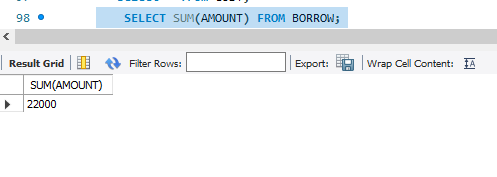 98 SELECT SUM(AMOUNT) FROM BORROW;
Result Grid Filter Rows: Export: Wrap Cell Content:
SUM(AMOUNT)
22000